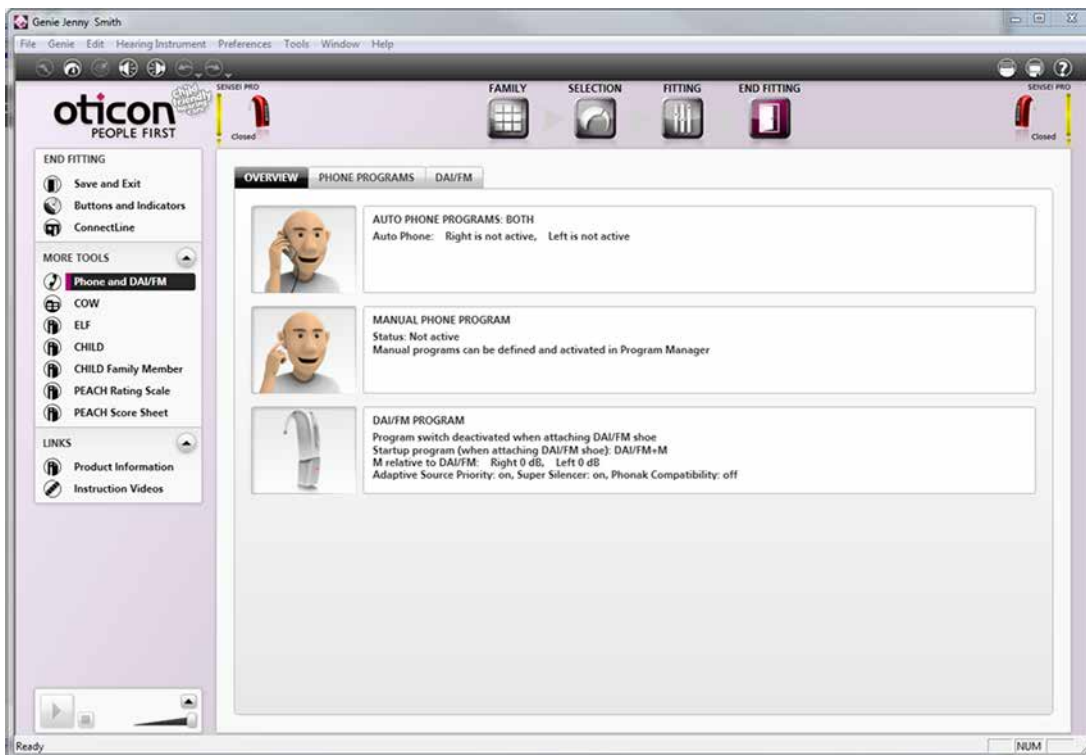 Genie Jenny Smith
File Genie Edit Hearing Instrument Preferences Tools Window Help
child friendly hearing care
SENSEI PRO
FAMILY SELECTION FITTING END FITTING
SENSEI PRO
oticon
PEOPLE FIRST
Closed
Closed
END FITTING
Save and Exit
Buttons and Indicators
ConnectLine
MORE TOOLS
Phone and DAI/FM
COW
ELF
CHILD
CHILD Family Member
PEACH Rating Scale
PEACH Score Sheet
LINKS
Product Information
Instruction Videos
OVERVIEW PHONE PROGRAMS DAI/FM
AUTO PHONE PROGRAMS: BOTH
Auto Phone: Right is not active, Left is not active
MANUAL PHONE PROGRAM
Status: Not active
Manual programs can be defined and activated in Program Manager
DAI/FM PROGRAM
Program switch deactivated when attaching DAI/FM shoe
Startup program (when attaching DAI/FM shoe): DAI/FM+M
M relative to DAI/FM: Right 0 dB, Left 0 dB
Adaptive Source Priority: on, Super Silencer: on, Phonak Compatibility: off
Ready
NUM